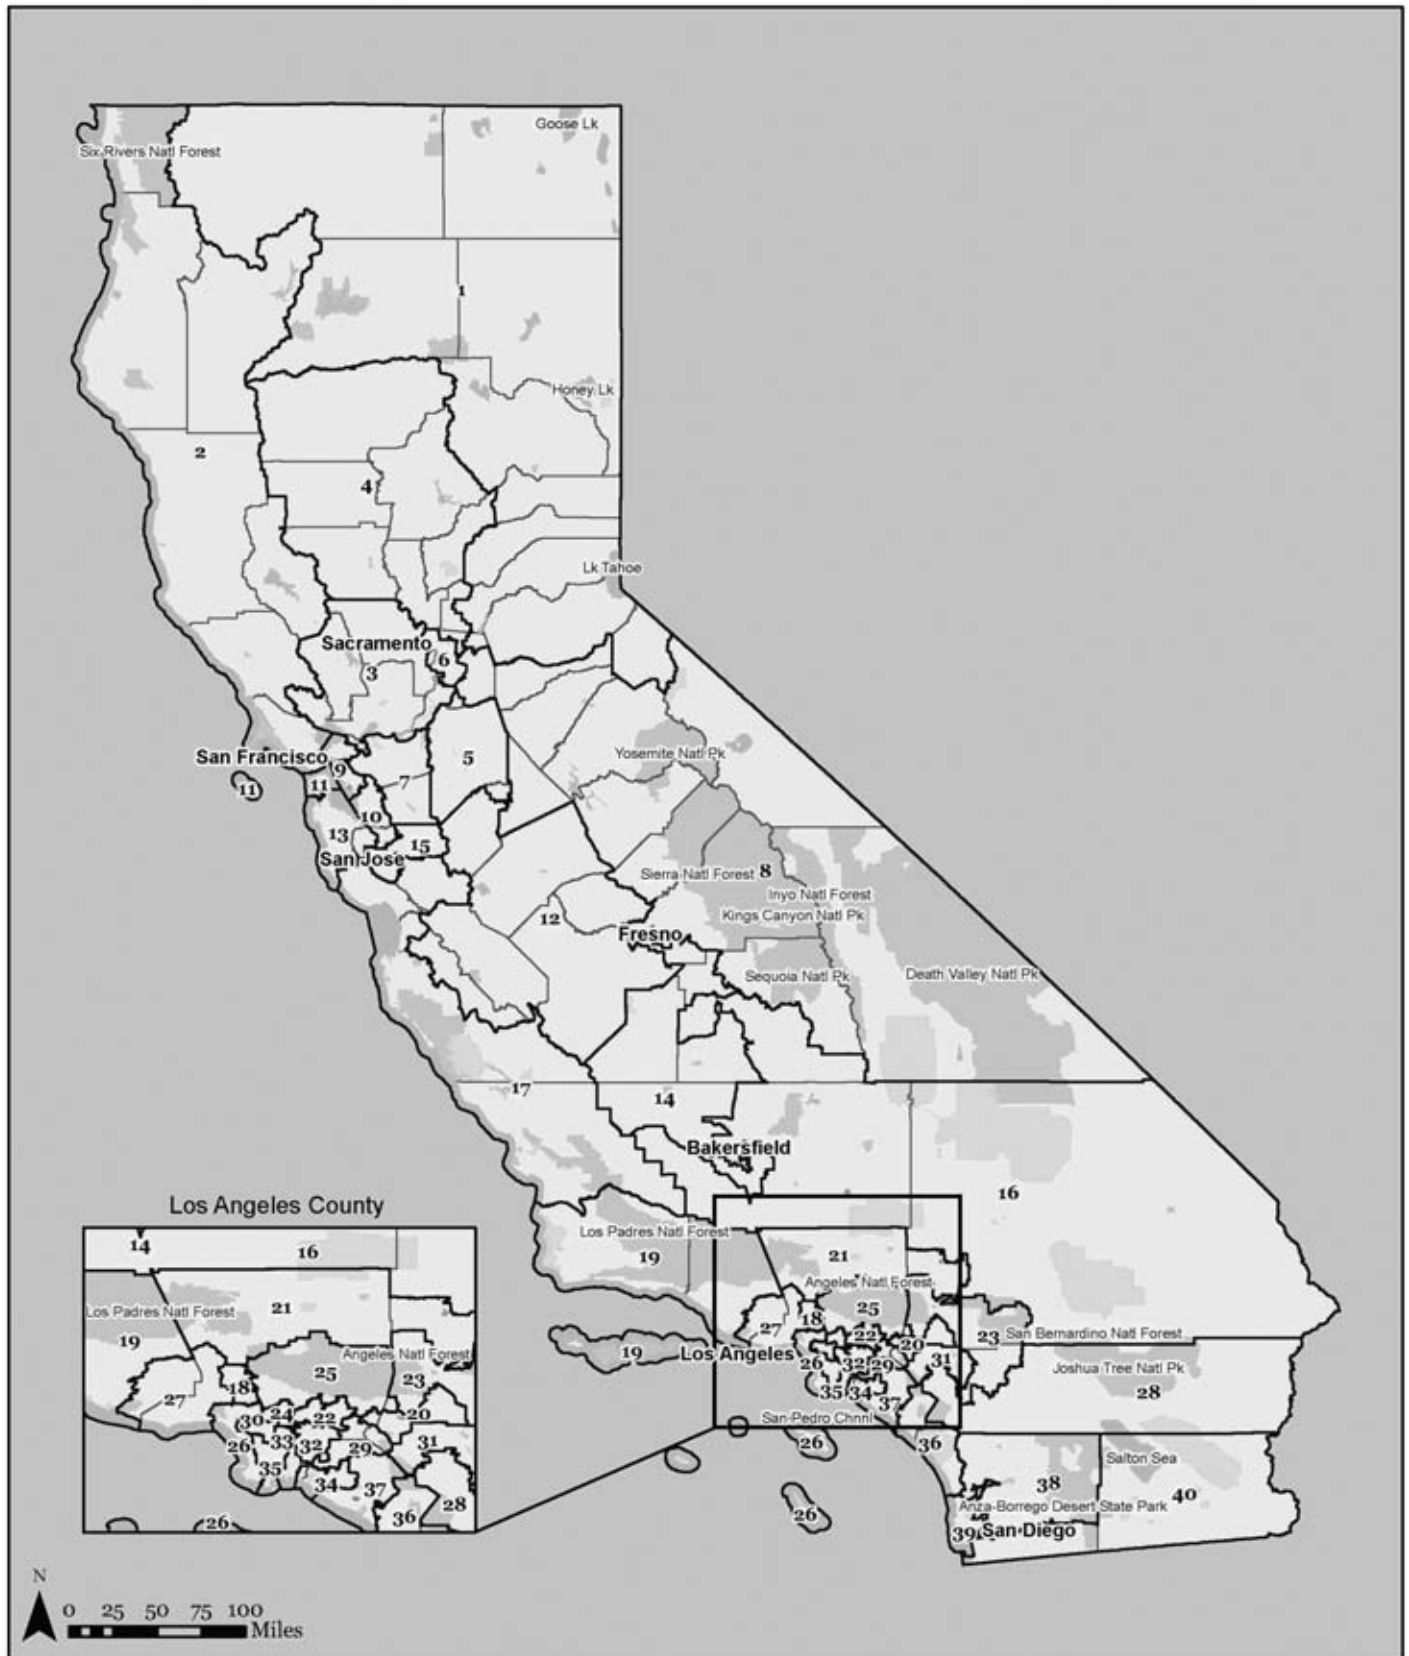 Goose Lk
Six Rivers Natl Forest
1
Honey Lk
2
4
Lk Tahoe
Sacramento
6
3
Yosemite Natl Pk
San Francisco
5
9
11
7
11
10
13
15
San Jose
Sierra Natl Forest
8
Inyo Natl Forest
Kings Canyon Natl Pk
12
Fresno
Sequoia Natl Pk
Death Valley Natl Pk
17
14
Bakersfield
16
Los Padres Natl Forest
19
21
Angeles Natl Forest
25
18
27
22
20
23
San Bernardino Natl Forest
19
Los Angeles
26
32
29
31
Joshua Tree Natl Pk
28
35
34
37
San Pedro Chnnl
26
36
Salton Sea
38
40
Anza-Borrego Desert State Park
26
39
San Diego
Los Angeles County
14
16
Los Padres Natl Forest
21
19
Angeles Natl Forest
25
23
18
27
30
24
22
20
26
33
32
29
31
35
34
37
28
36
26
N
0 25 50 75 100
Miles